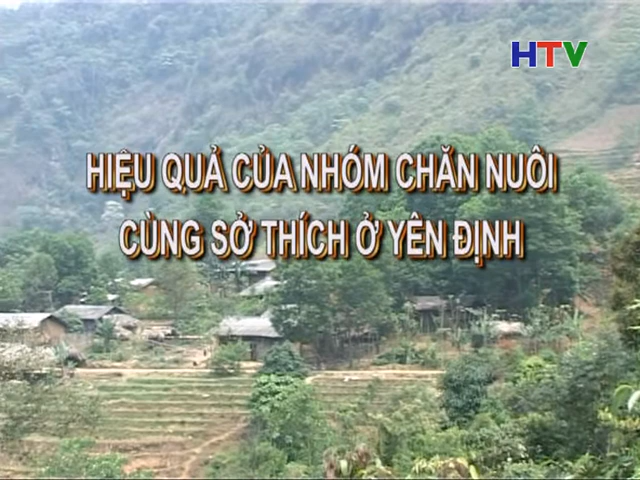 HTV
HIỆU QUẢ CỦA NHÓM CHĂN NUÔI
CÙNG SỞ THÍCH Ở YÊN ĐỊNH